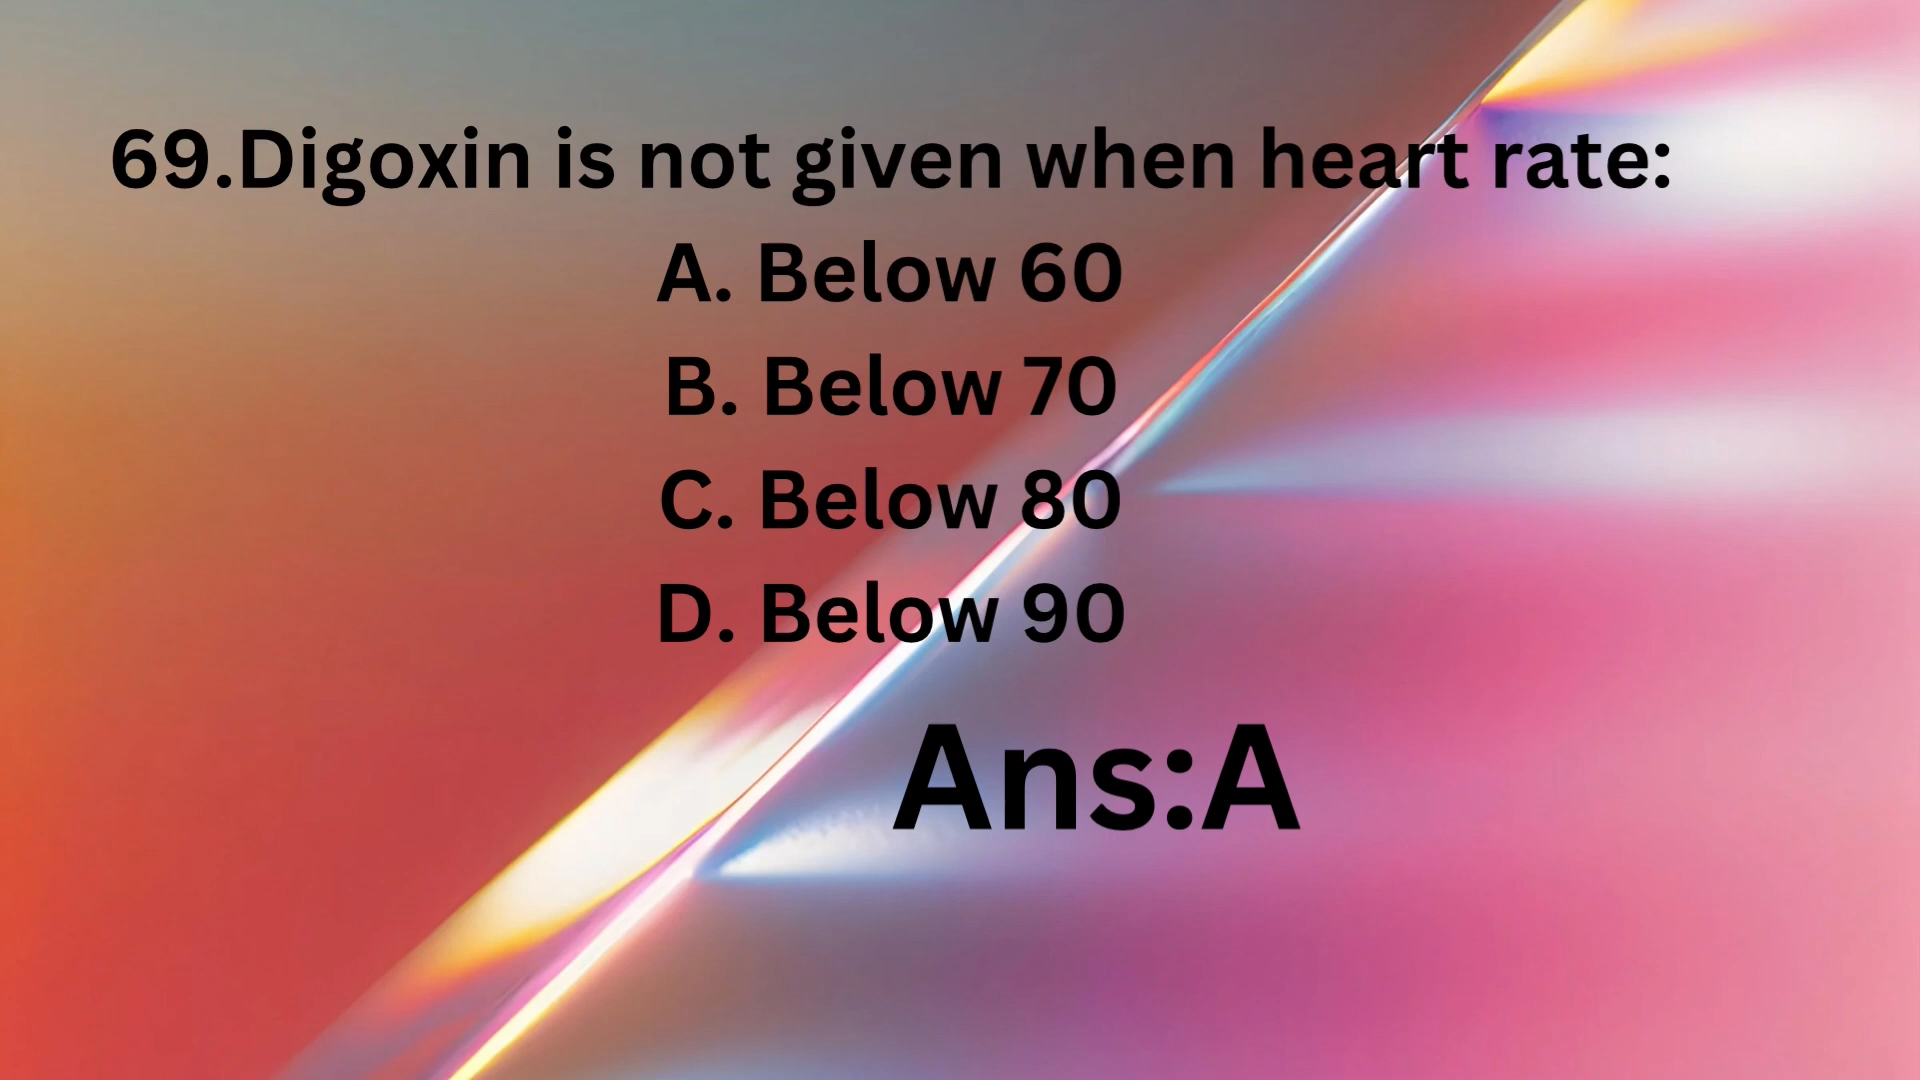 69.Digoxin is not given when heart rate:
A. Below 60
B. Below 70
C. Below 80
D. Below 90
Ans:A